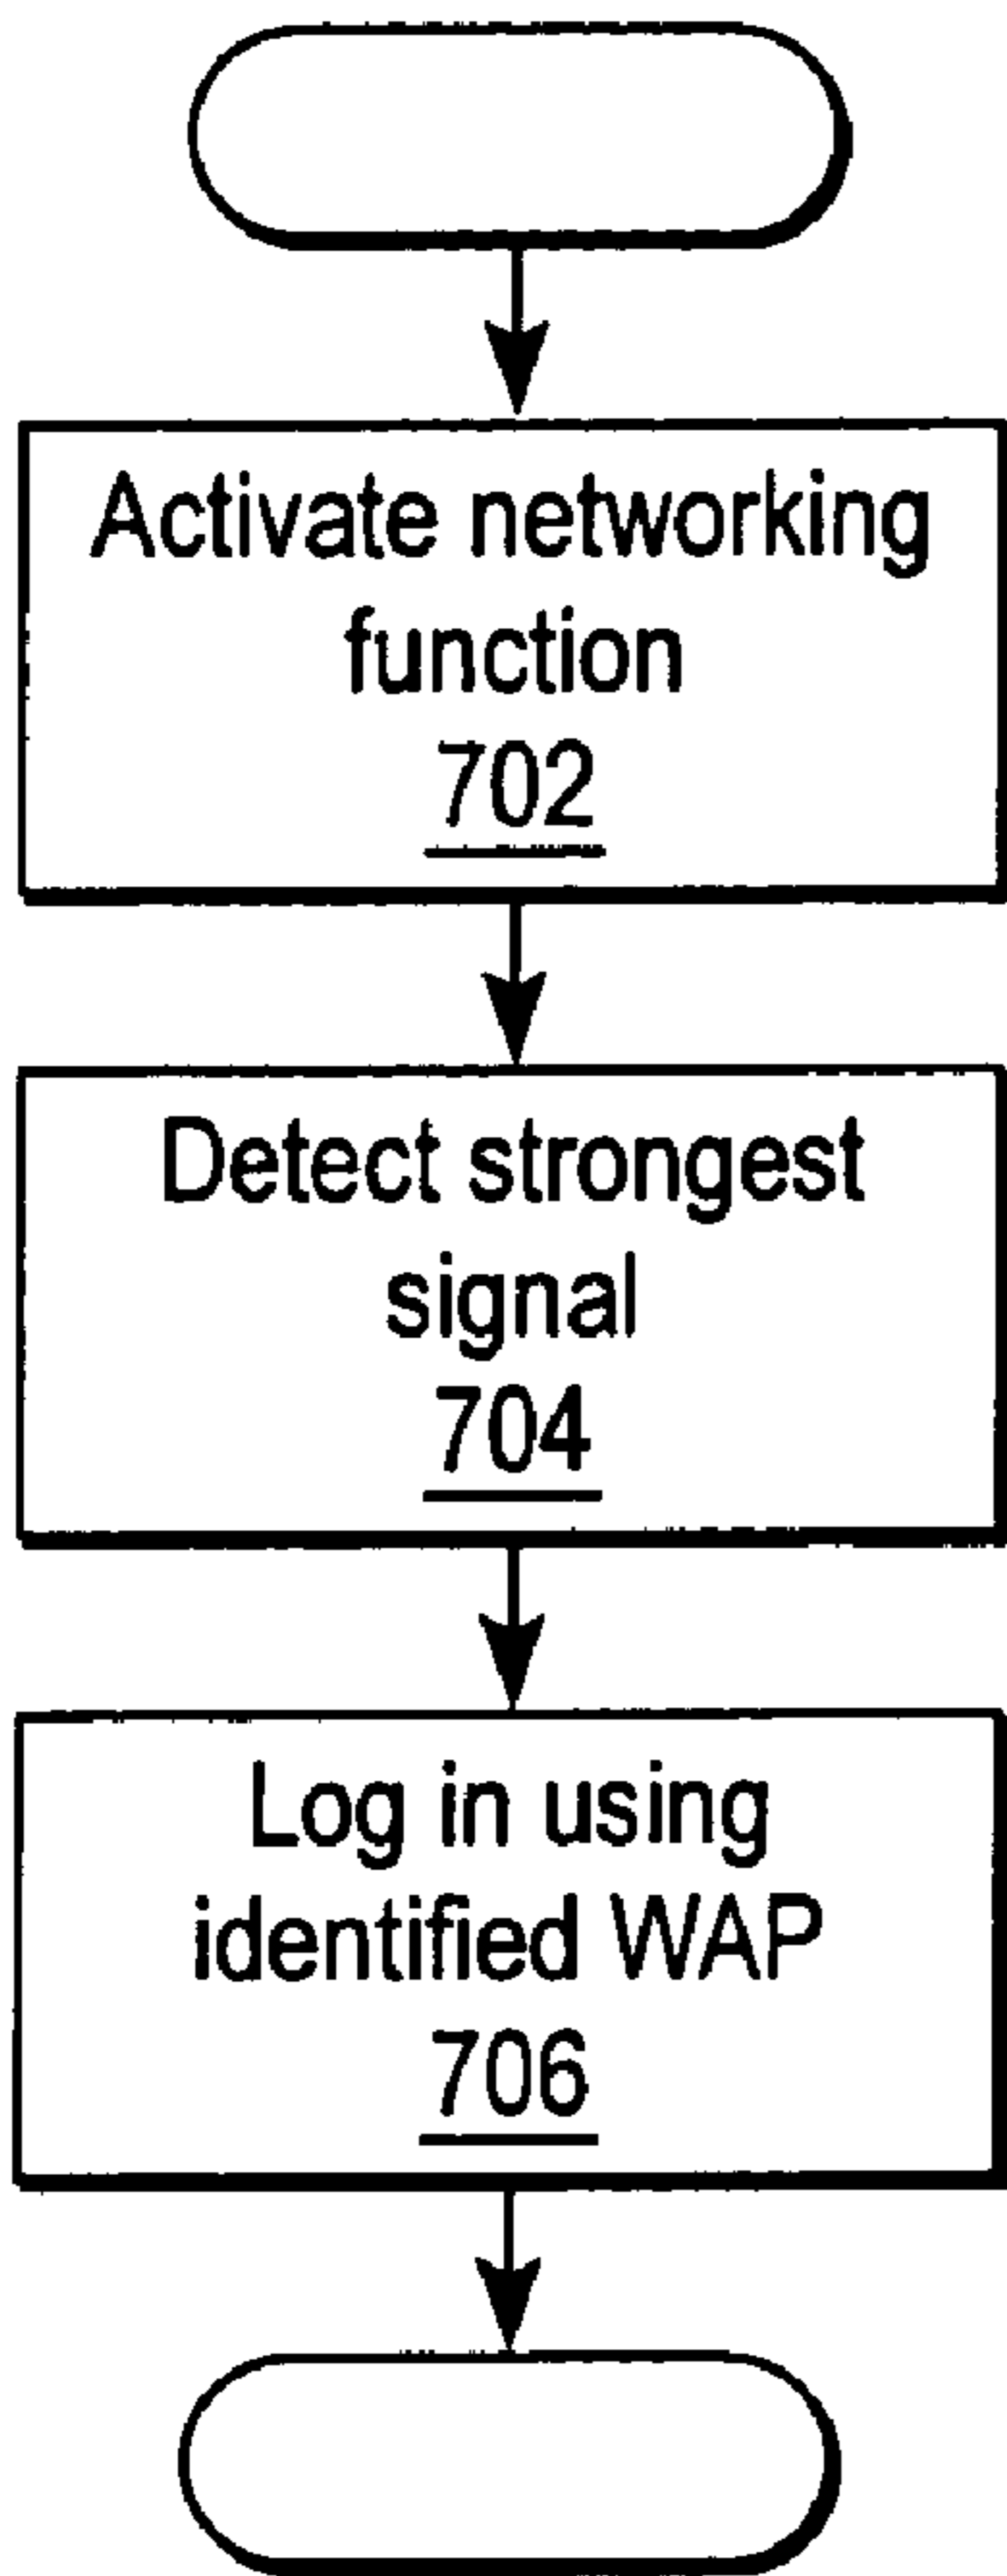 Activate networking
function
702
Detect strongest
signal
704
Log in using
identified WAP
706